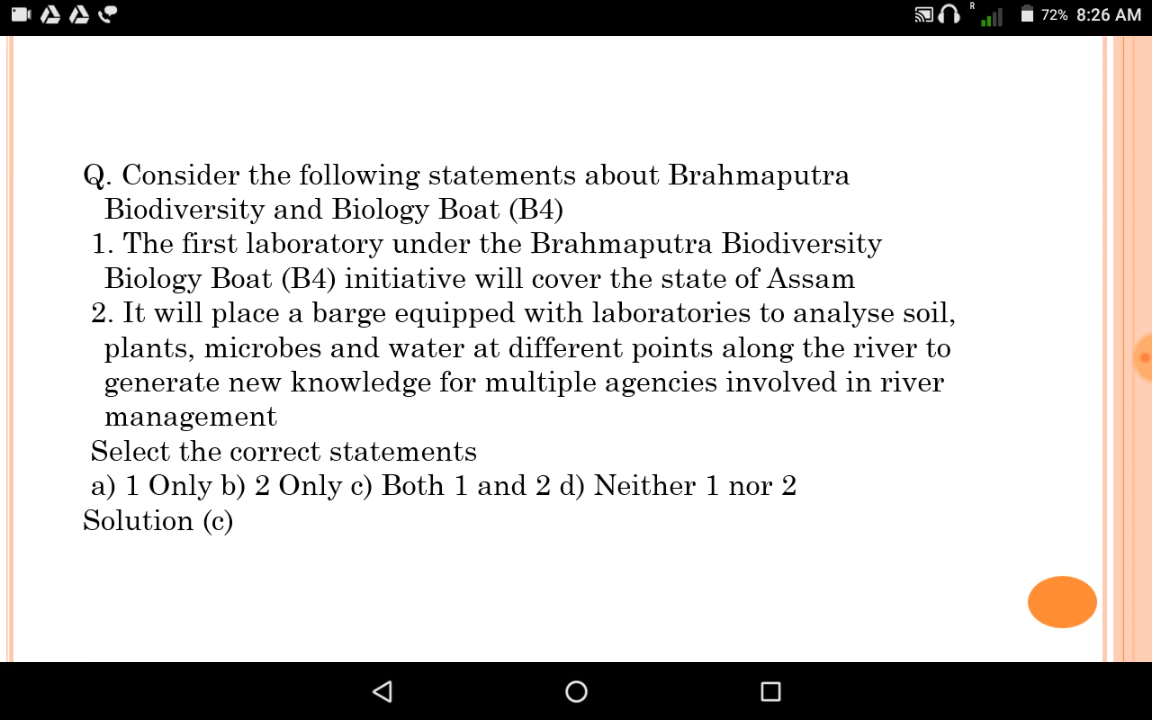 R 72% 8:26 AM
Q. Consider the following statements about Brahmaputra
Biodiversity and Biology Boat (B4)
1. The first laboratory under the Brahmaputra Biodiversity
Biology Boat (B4) initiative will cover the state of Assam
2. It will place a barge equipped with laboratories to analyse soil,
plants, microbes and water at different points along the river to
generate new knowledge for multiple agencies involved in river
management
Select the correct statements
a) 1 Only b) 2 Only c) Both 1 and 2 d) Neither 1 nor 2
Solution (c)